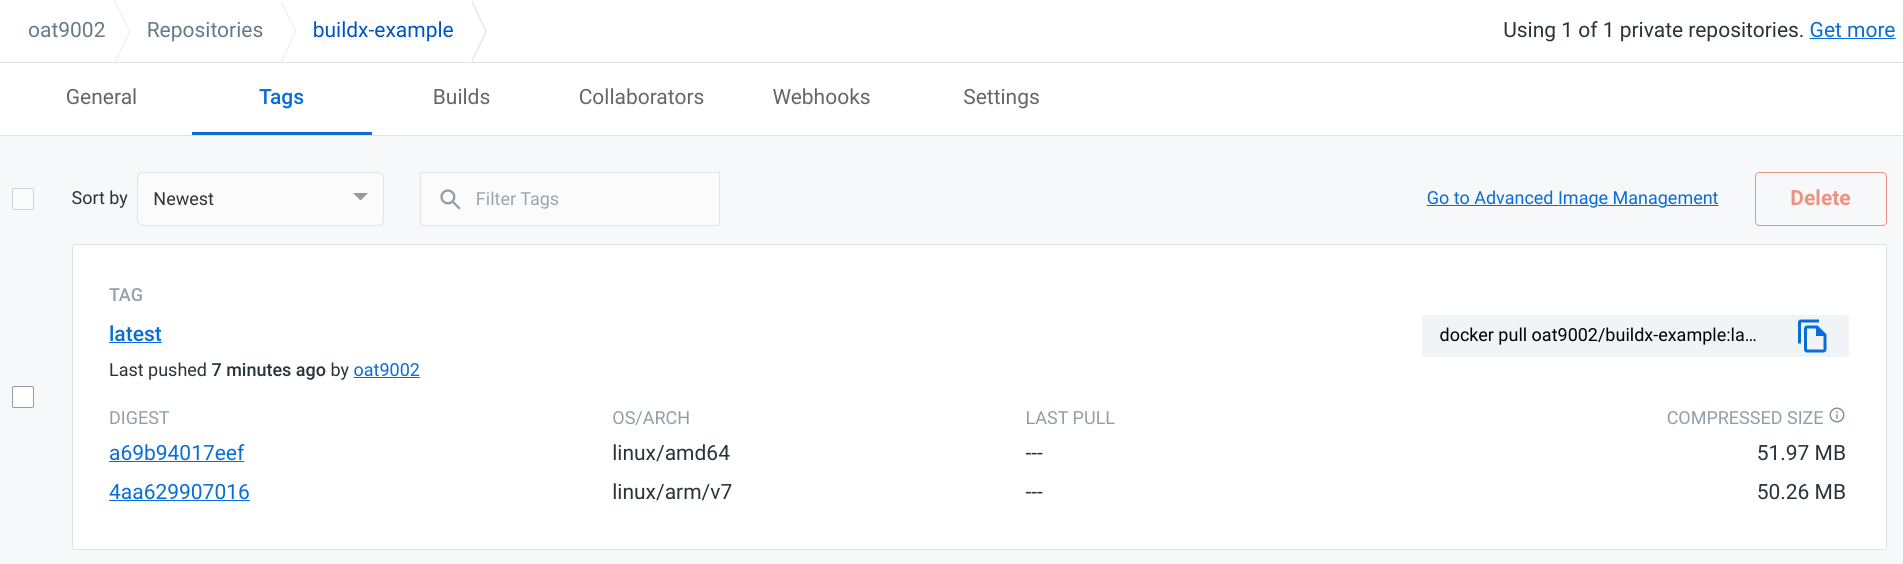 oat9002 Repositories buildx-example Using 1 of 1 private repositories. Get more
General Tags Builds Collaborators Webhooks Settings
Sort by Newest Filter Tags Go to Advanced Image Management Delete
TAG
latest docker pull oat9002/buildx-example:la...
Last pushed 7 minutes ago by oat9002
DIGEST OS/ARCH LAST PULL COMPRESSED SIZE
a69b94017eef linux/amd64 --- 51.97 MB
4aa629907016 linux/arm/v7 --- 50.26 MB